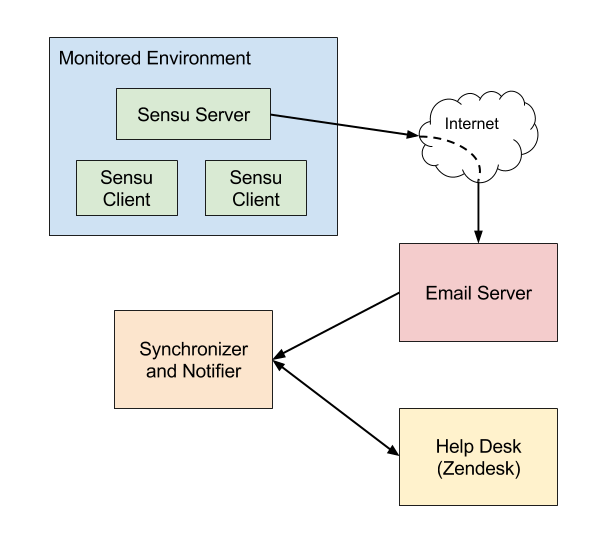 Monitored Environment
Sensu Server
Internet
Sensu
Client
Sensu
Client
Email Server
Synchronizer
and Notifier
Help Desk
(Zendesk)